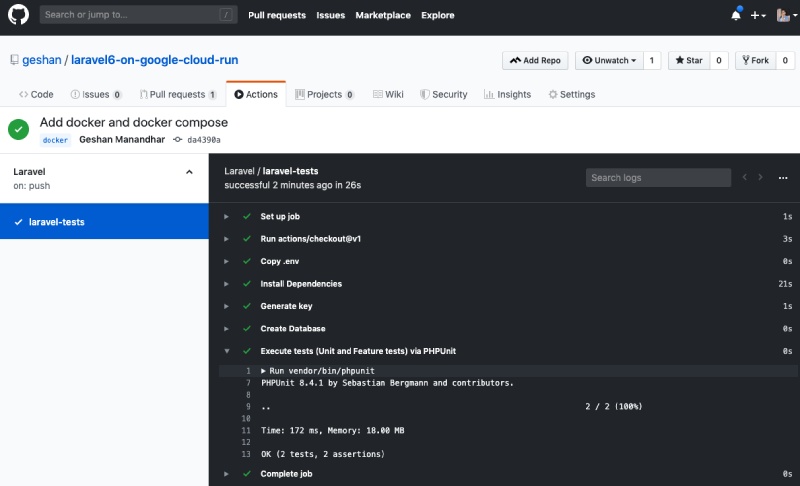 Search or jump to... /
Pull requests Issues Marketplace Explore
geshan / laravel6-on-google-cloud-run
Add Repo Unwatch 1 Star 0 Fork 0
Code Issues 0 Pull requests 1 Actions Projects 0 Wiki Security Insights Settings
Add docker and docker compose
docker Geshan Manandhar da4390a
Laravel
on: push
laravel-tests
Laravel / laravel-tests
successful 2 minutes ago in 26s
Search logs
Set up job 1s
Run actions/checkout@v1 3s
Copy .env 0s
Install Dependencies 21s
Generate key 1s
Create Database 0s
Execute tests (Unit and Feature tests) via PHPUnit 0s
1 Run vendor/bin/phpunit
7 PHPUnit 8.4.1 by Sebastian Bergmann and contributors.
8
9 .. 2 / 2 (100%)
10
11 Time: 172 ms, Memory: 18.00 MB
12
13 OK (2 tests, 2 assertions)
Complete job 0s